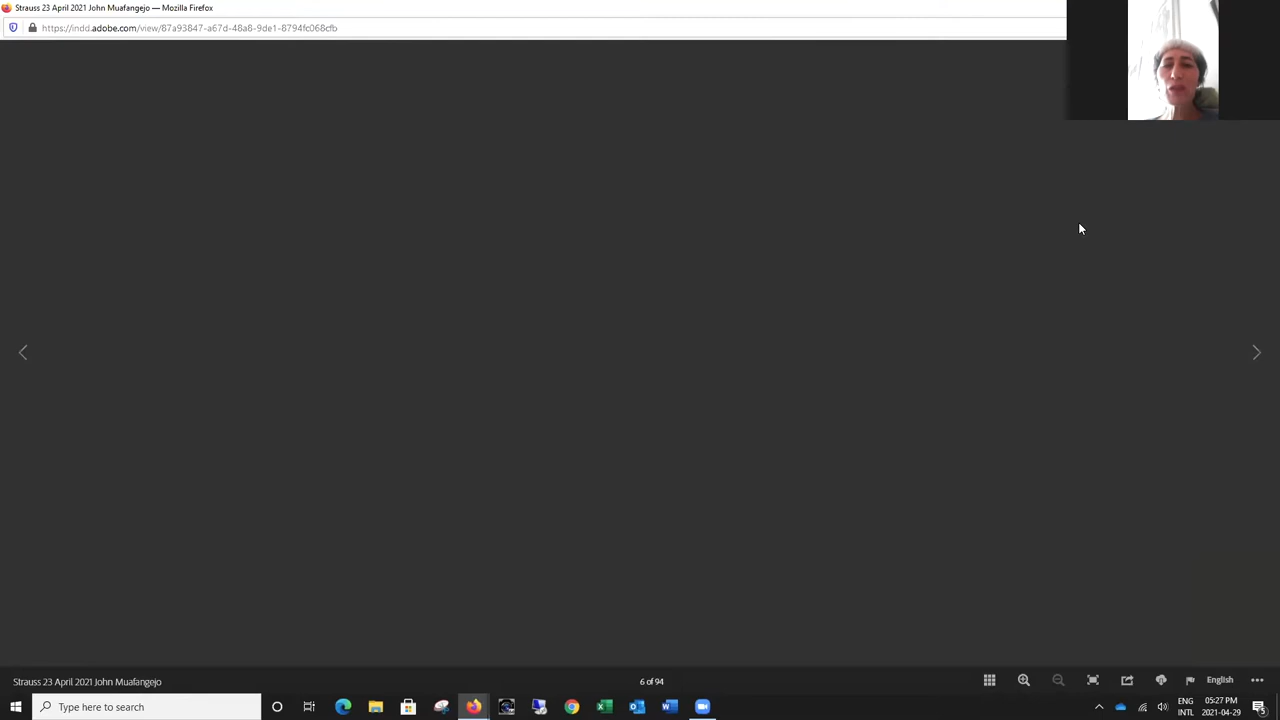 Strauss 23 April 2021 John Muafangejo — Mozilla Firefox
https://indd.adobe.com/view/87a93847-a67d-48a8-9de1-8794fc068cfb
Strauss 23 April 2021 John Muafangejo
6 of 94
English
Type here to search
ENG
INTL
05:27 PM
2021-04-29